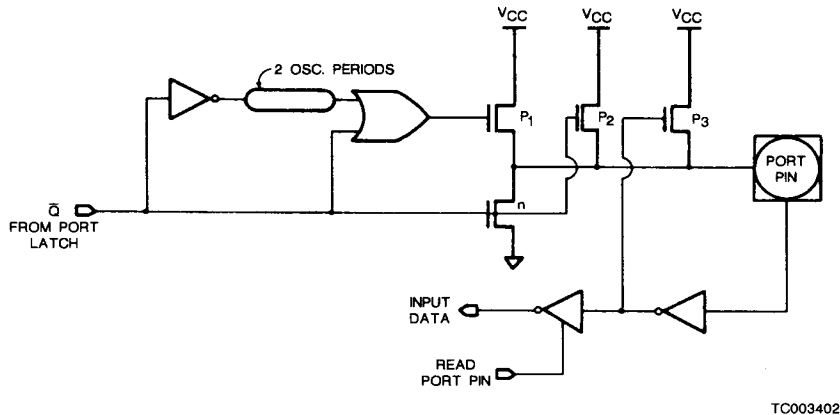 VCC
VCC
VCC
2 OSC. PERIODS
P1
P2
P3
PORT
PIN
Q̅
FROM PORT
LATCH
n
INPUT
DATA
READ
PORT PIN
TC003402